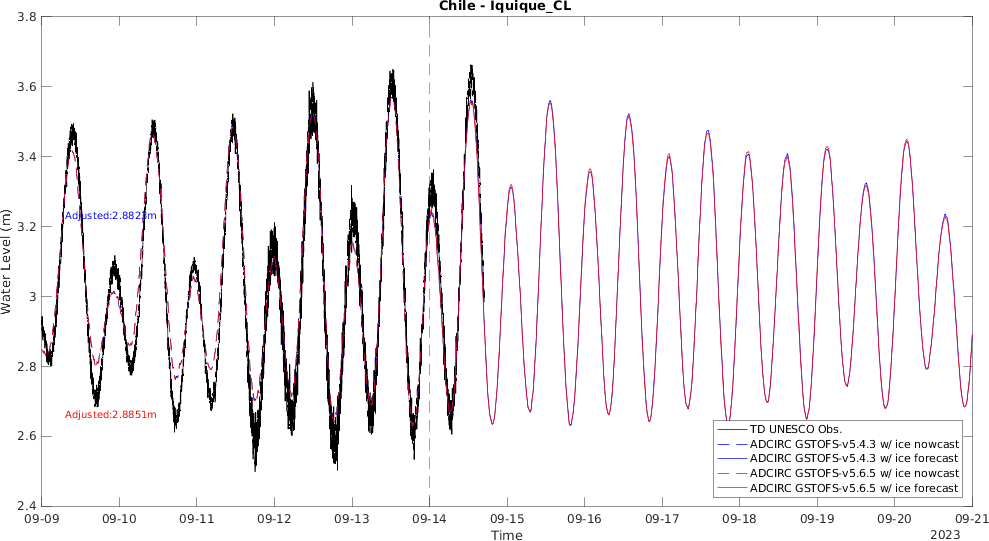 Chile - Iquique_CL
3.8
3.6
3.4
3.2
3
2.8
2.6
2.4
Water Level (m)
Adjusted:2.8823m
Adjusted:2.8851m
TD UNESCO Obs.
ADCIRC GSTOFS-v5.4.3 w/ ice nowcast
ADCIRC GSTOFS-v5.4.3 w/ ice forecast
ADCIRC GSTOFS-v5.6.5 w/ ice nowcast
ADCIRC GSTOFS-v5.6.5 w/ ice forecast
09-09 09-10 09-11 09-12 09-13 09-14 09-15 09-16 09-17 09-18 09-19 09-20 09-21
Time
2023